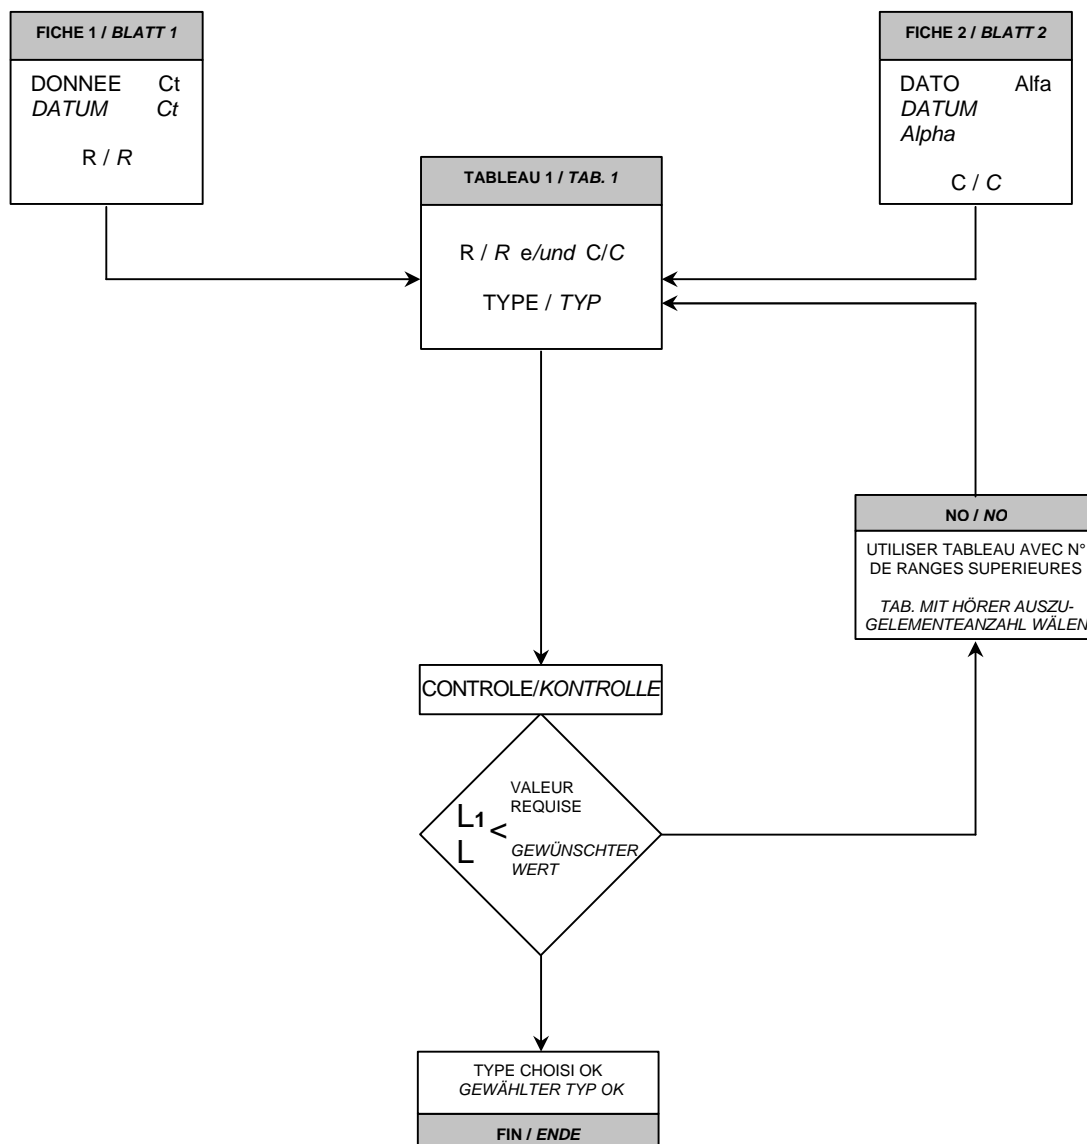 FICHE 1 / BLATT 1
DONNEE Ct
DATUM Ct
R / R
FICHE 2 / BLATT 2
DATO Alfa
DATUM
Alpha
C / C
TABLEAU 1 / TAB. 1
R / R e/und C/C
TYPE / TYP
NO / NO
UTILISER TABLEAU AVEC N°
DE RANGES SUPERIEURES
TAB. MIT HÖRER AUSZU-
GELEMENTEANZAHL WÄLEN
CONTROLE/KONTROLLE
VALEUR
REQUISE
L1
<
L
GEWÜNSCHTER
WERT
TYPE CHOISI OK
GEWÄHLTER TYP OK
FIN / ENDE